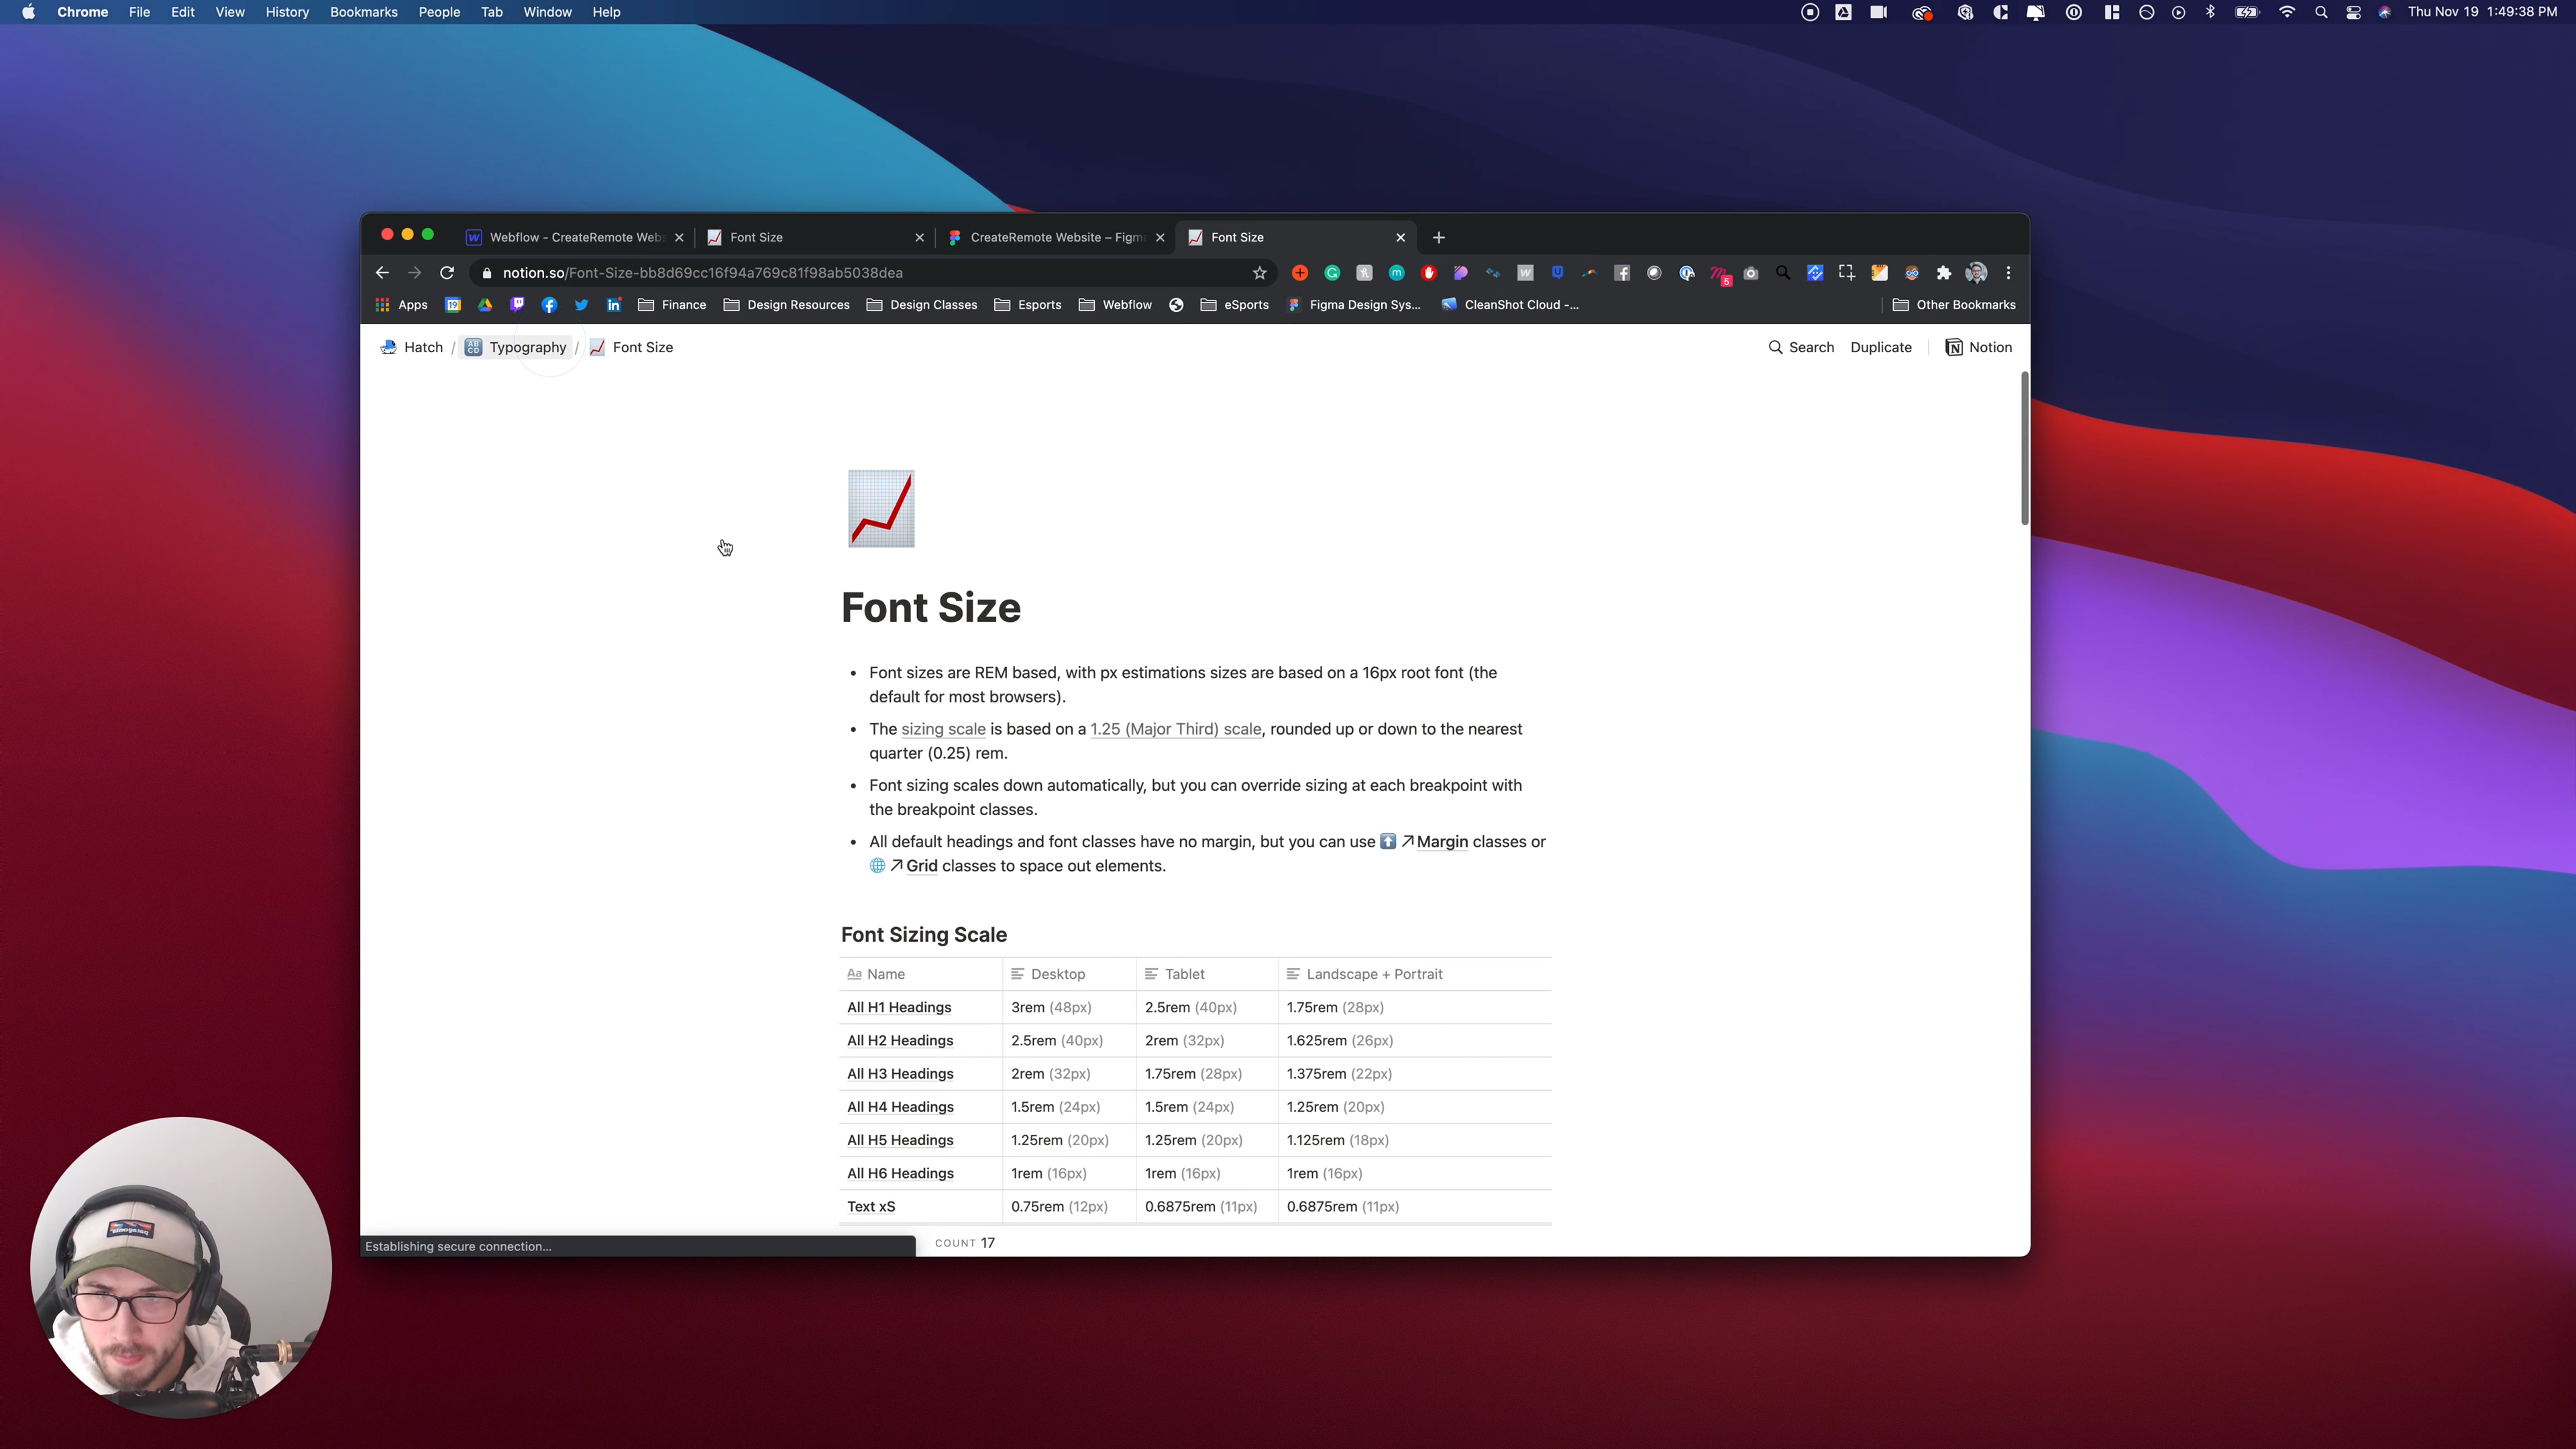 Chrome File Edit View History Bookmarks People Tab Window Help
Thu Nov 19 1:49:38 PM
Webflow - CreateRemote Web
Font Size
CreateRemote Website – Figm
Font Size
notion.so/Font-Size-bb8d69cc16f94a769c81f98ab5038dea
5
Apps
19
Finance
Design Resources
Design Classes
Esports
Webflow
eSports
Figma Design Sys...
CleanShot Cloud -...
Other Bookmarks
Hatch / Typography / Font Size
Search Duplicate Notion
Font Size
• Font sizes are REM based, with px estimations sizes are based on a 16px root font (the
default for most browsers).
• The sizing scale is based on a 1.25 (Major Third) scale, rounded up or down to the nearest
quarter (0.25) rem.
• Font sizing scales down automatically, but you can override sizing at each breakpoint with
the breakpoint classes.
• All default headings and font classes have no margin, but you can use ⬆️ ↗Margin classes or
🌐 ↗Grid classes to space out elements.
Font Sizing Scale
Aa Name Desktop Tablet Landscape + Portrait
All H1 Headings 3rem (48px) 2.5rem (40px) 1.75rem (28px)
All H2 Headings 2.5rem (40px) 2rem (32px) 1.625rem (26px)
All H3 Headings 2rem (32px) 1.75rem (28px) 1.375rem (22px)
All H4 Headings 1.5rem (24px) 1.5rem (24px) 1.25rem (20px)
All H5 Headings 1.25rem (20px) 1.25rem (20px) 1.125rem (18px)
All H6 Headings 1rem (16px) 1rem (16px) 1rem (16px)
Text xS 0.75rem (12px) 0.6875rem (11px) 0.6875rem (11px)
COUNT 17
Establishing secure connection...